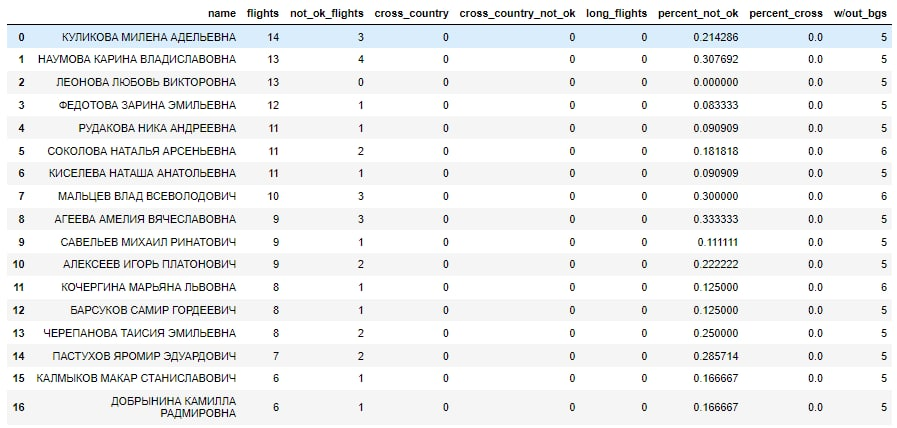 name flights not_ok_flights cross_country cross_country_not_ok long_flights percent_not_ok percent_cross w/out_bgs
0 КУЛИКОВА МИЛЕНА АДЕЛЬЕВНА 14 3 0 0 0 0.214286 0.0 5
1 НАУМОВА КАРИНА ВЛАДИСЛАВОВНА 13 4 0 0 0 0.307692 0.0 5
2 ЛЕОНОВА ЛЮБОВЬ ВИКТОРОВНА 13 0 0 0 0 0.000000 0.0 5
3 ФЕДОТОВА ЗАРИНА ЭМИЛЬЕВНА 12 1 0 0 0 0.083333 0.0 5
4 РУДАКОВА НИКА АНДРЕЕВНА 11 1 0 0 0 0.090909 0.0 5
5 СОКОЛОВА НАТАЛЬЯ АРСЕНЬЕВНА 11 2 0 0 0 0.181818 0.0 6
6 КИСЕЛЕВА НАТАША АНАТОЛЬЕВНА 11 1 0 0 0 0.090909 0.0 5
7 МАЛЬЦЕВ ВЛАД ВСЕВОЛОДОВИЧ 10 3 0 0 0 0.300000 0.0 6
8 АГЕЕВА АМЕЛИЯ ВЯЧЕСЛАВОВНА 9 3 0 0 0 0.333333 0.0 5
9 САВЕЛЬЕВ МИХАИЛ РИНАТОВИЧ 9 1 0 0 0 0.111111 0.0 5
10 АЛЕКСЕЕВ ИГОРЬ ПЛАТОНОВИЧ 9 2 0 0 0 0.222222 0.0 5
11 КОЧЕРГИНА МАРЬЯНА ЛЬВОВНА 8 1 0 0 0 0.125000 0.0 6
12 БАРСУКОВ САМИР ГОРДЕЕВИЧ 8 1 0 0 0 0.125000 0.0 5
13 ЧЕРЕПАНОВА ТАИСИЯ ЭМИЛЬЕВНА 8 2 0 0 0 0.250000 0.0 5
14 ПАСТУХОВ ЯРОМИР ЭДУАРДОВИЧ 7 2 0 0 0 0.285714 0.0 5
15 КАЛМЫКОВ МАКАР СТАНИСЛАВОВИЧ 6 1 0 0 0 0.166667 0.0 5
16 ДОБРЫНИНА КАМИЛЛА
РАДМИРОВНА 6 1 0 0 0 0.166667 0.0 5